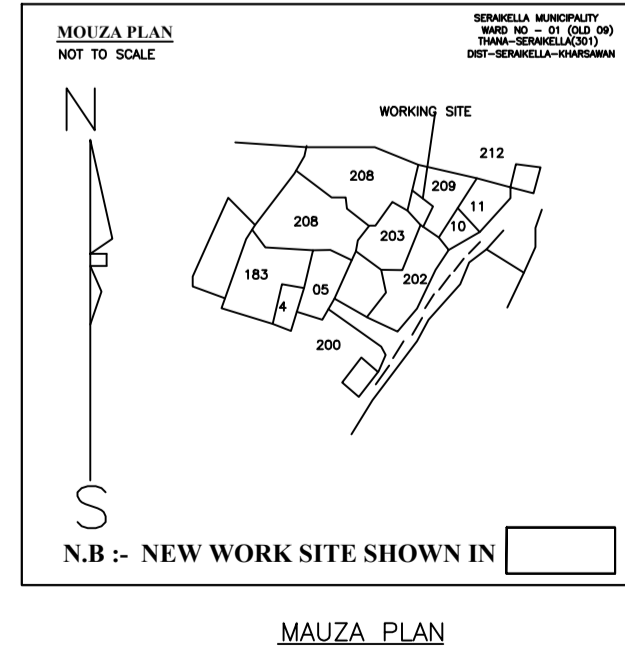 MOUZA PLAN
NOT TO SCALE
SERAIKELLA MUNICIPALITY
WARD NO - 01 (OLD 09)
THANA-SERAIKELLA(301)
DIST-SERAIKELLA-KHARSAWAN
N
WORKING SITE
212
208
209
11
208
10
203
183
202
05
4
200
S
N.B :- NEW WORK SITE SHOWN IN
MAUZA PLAN